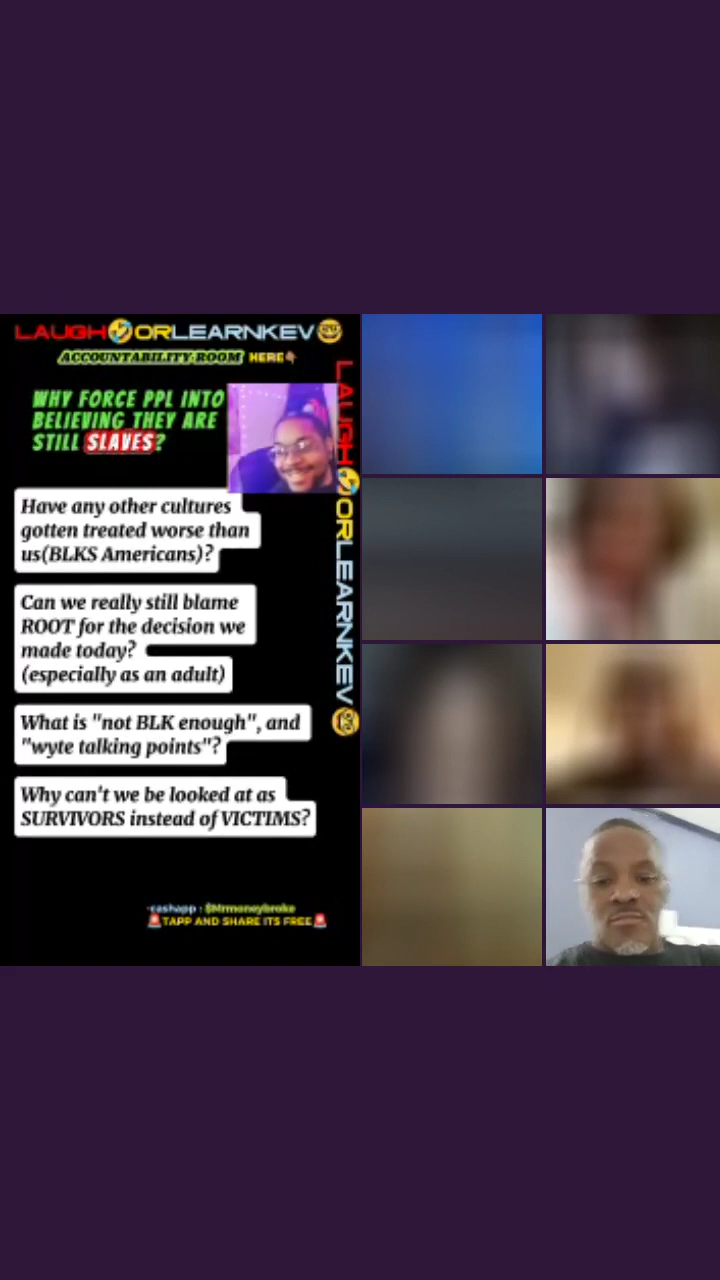 LAUGH🤣ORLEARNKEV🤓
ACCOUNTABILITY ROOM HERE👇🏽
WHY FORCE PPL INTO
BELIEVING THEY ARE
STILL SLAVES?
Have any other cultures
gotten treated worse than
us(BLKS Americans)?
Can we really still blame
ROOT for the decision we
made today?
(especially as an adult)
What is "not BLK enough", and
"wyte talking points"?
Why can't we be looked at as
SURVIVORS instead of VICTIMS?
LAUGH🤣ORLEARNKEV🤓
cashapp : $Mrmoneybroke
🚨TAPP AND SHARE ITS FREE🚨